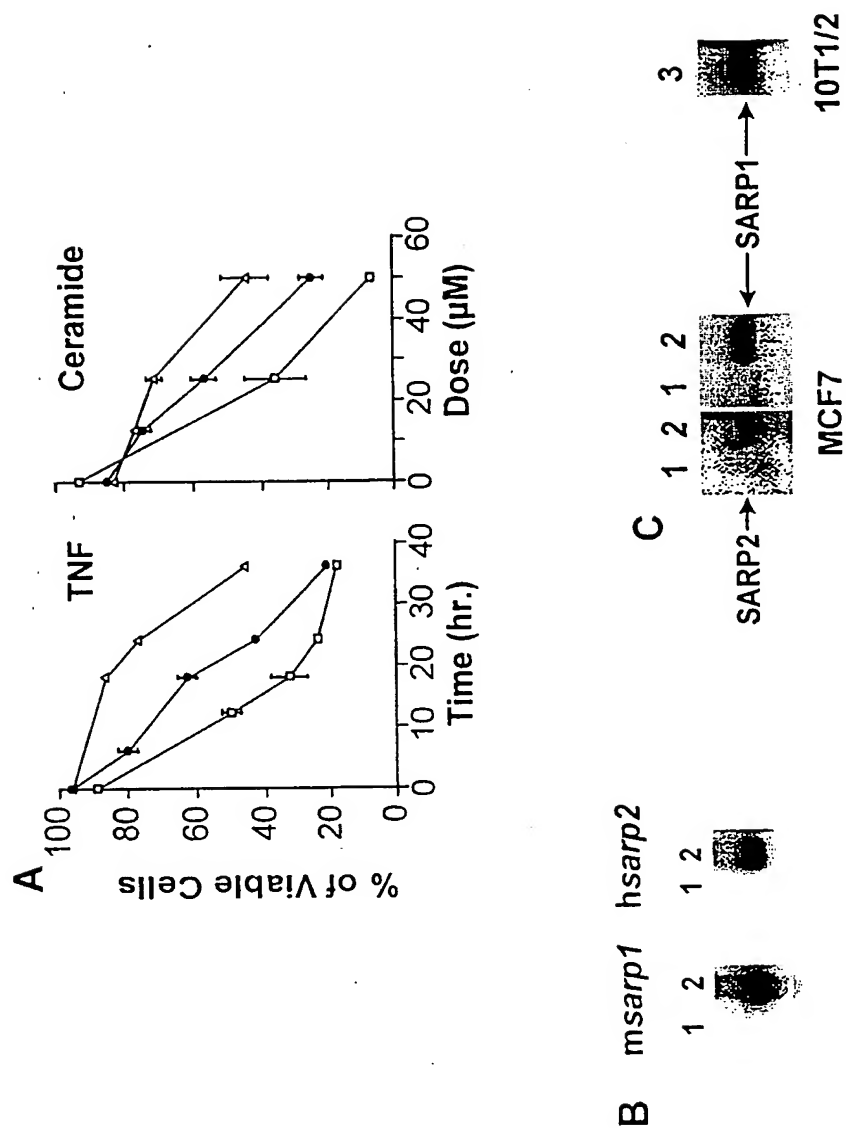 A
% of Viable Cells
100
80
60
40
20
0
TNF
0 10 20 30 40
Time (hr.)
Ceramide
0 20 40 60
Dose (μM)
B
msarp1 hsarp2
1 2 1 2
C
1 2 1 2 3
SARP2 SARP1
MCF7 10T1/2